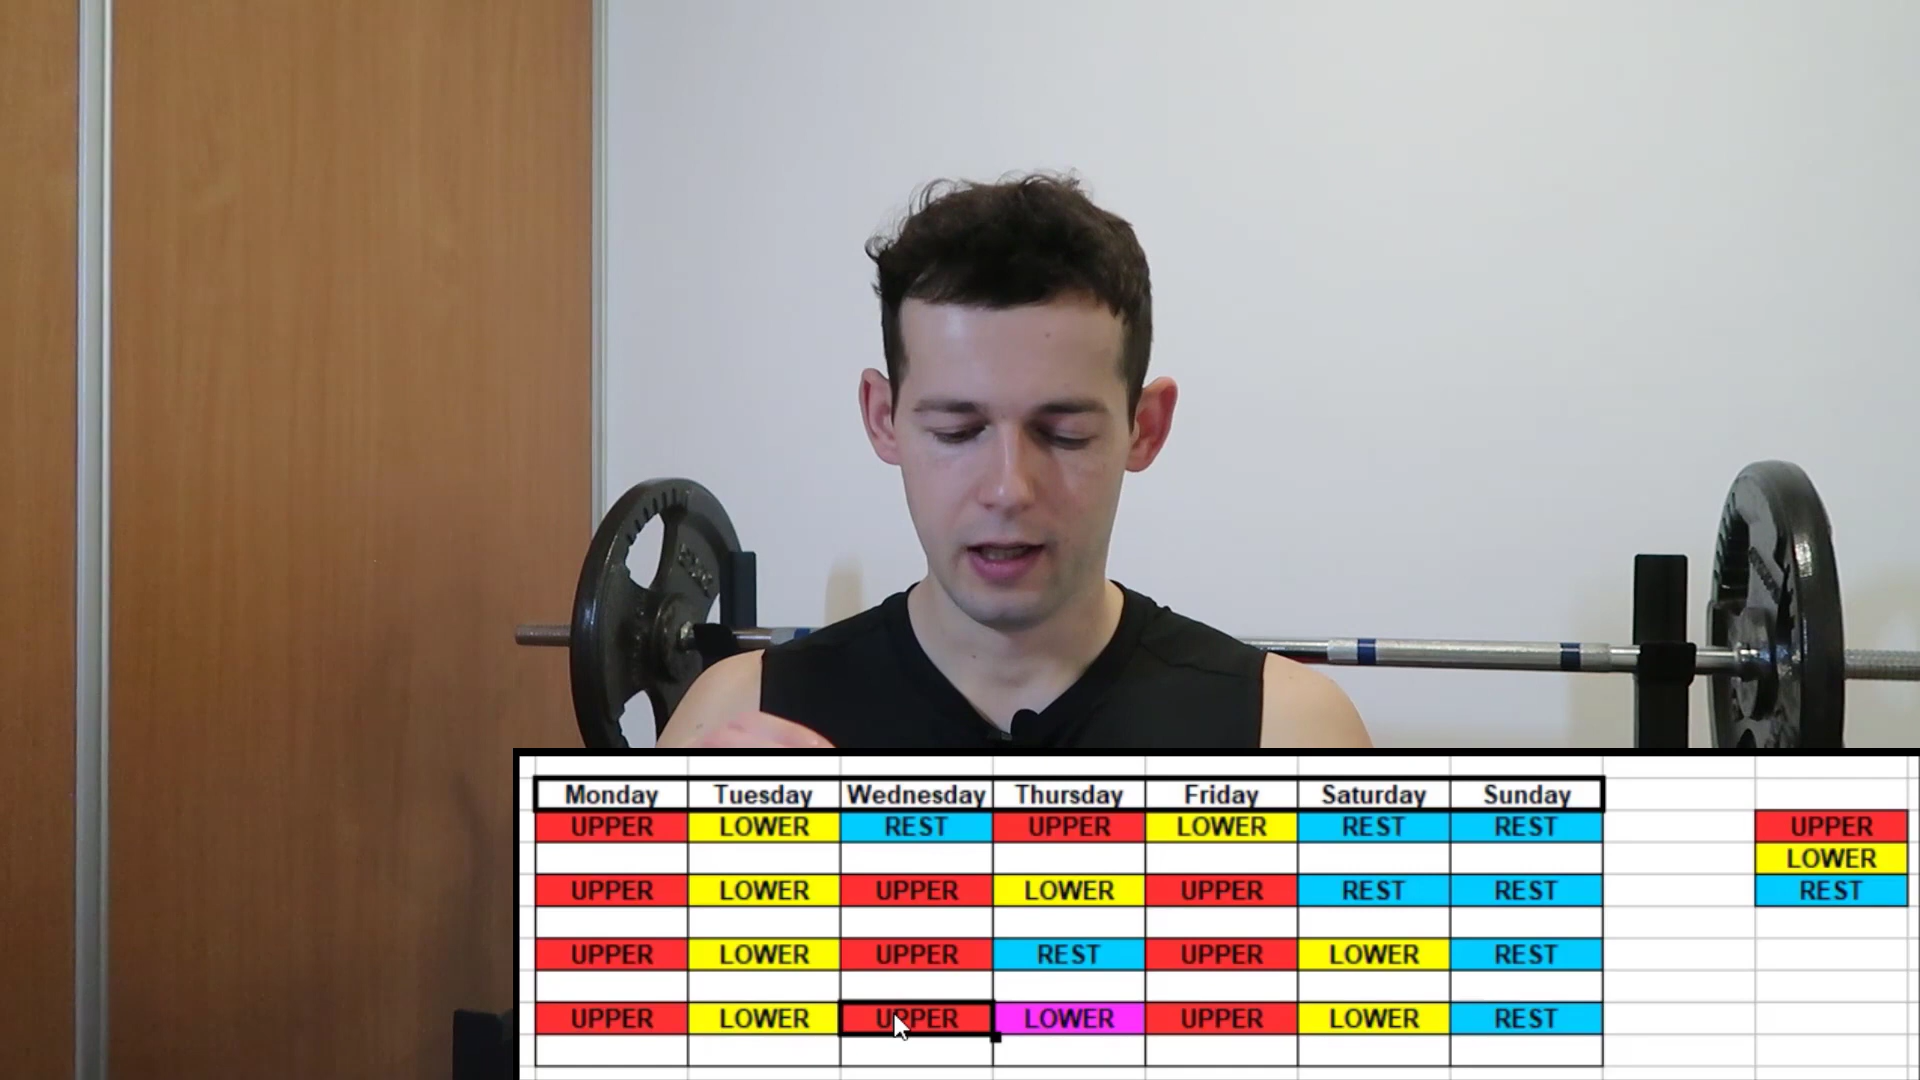 Monday Tuesday Wednesday Thursday Friday Saturday Sunday
UPPER LOWER REST UPPER LOWER REST REST UPPER
LOWER
UPPER LOWER UPPER LOWER UPPER REST REST REST
UPPER LOWER UPPER REST UPPER LOWER REST
UPPER LOWER UPPER LOWER UPPER LOWER REST